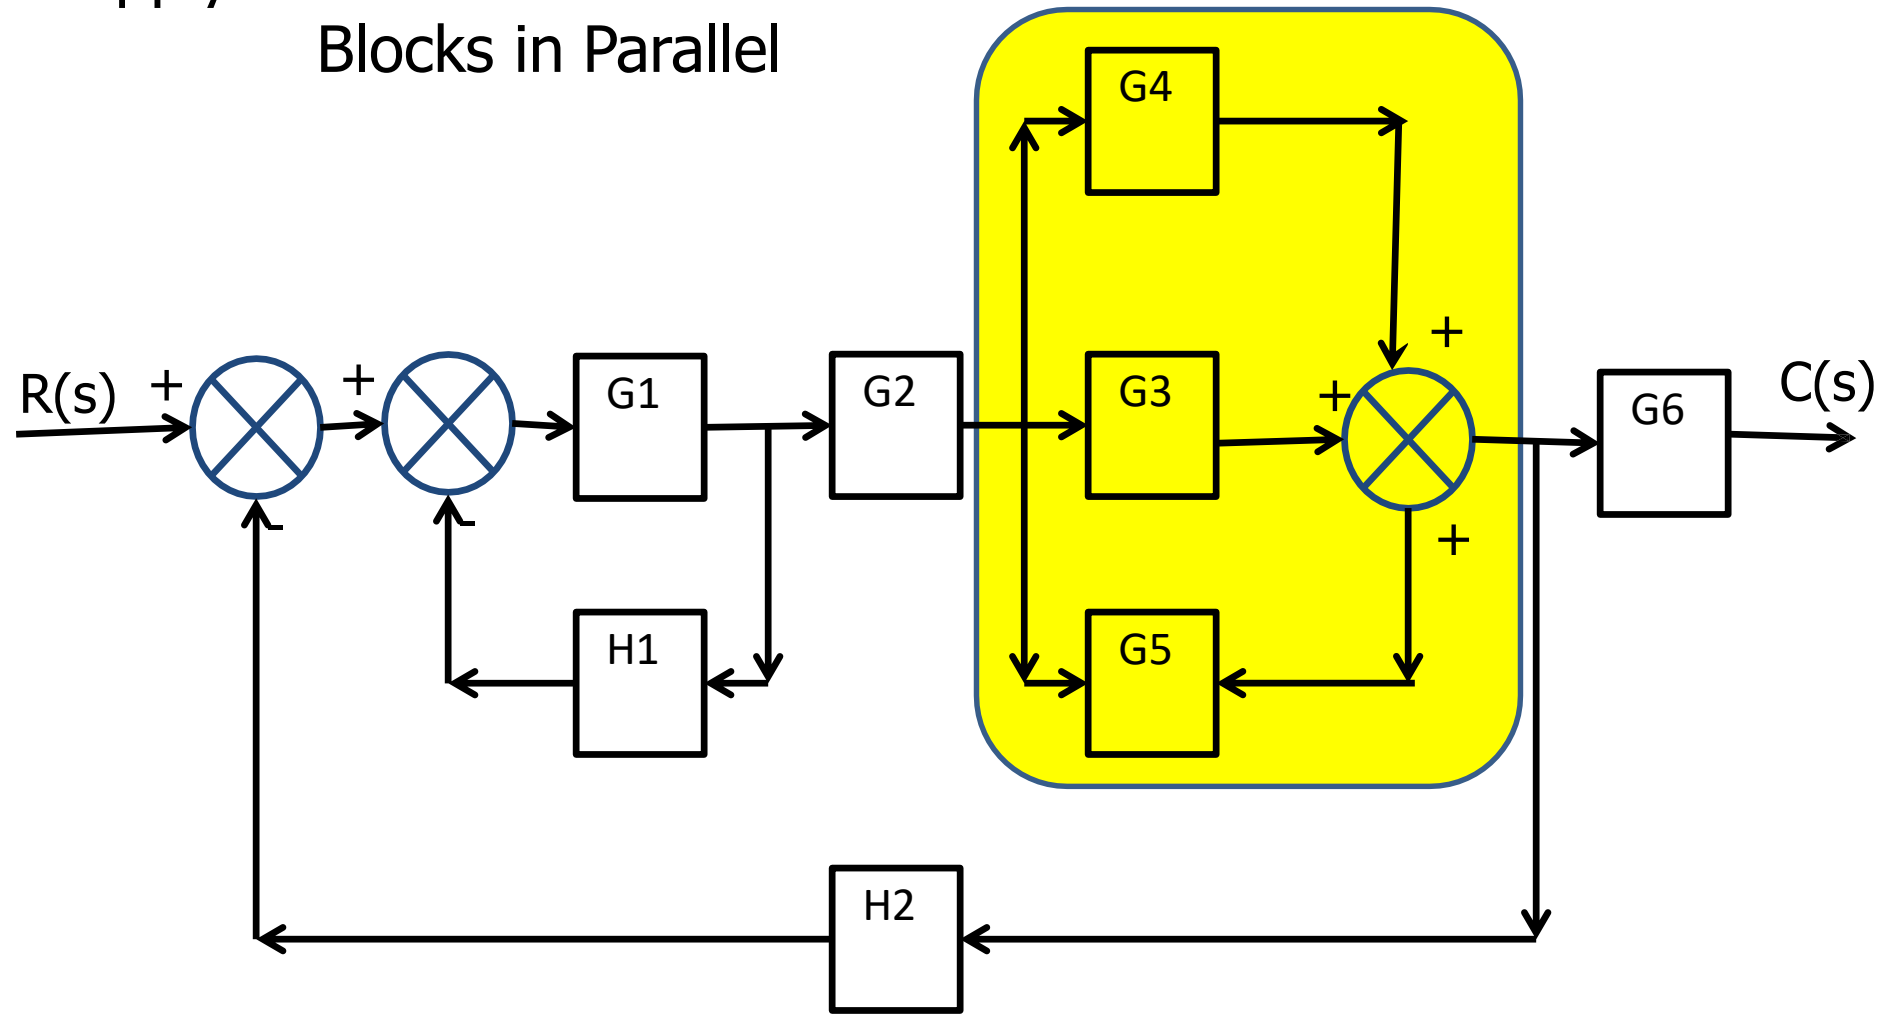 Blocks in Parallel
G4
+
R(s) + + G1 G2 G3 + G6 C(s)
- - +
H1 G5
H2